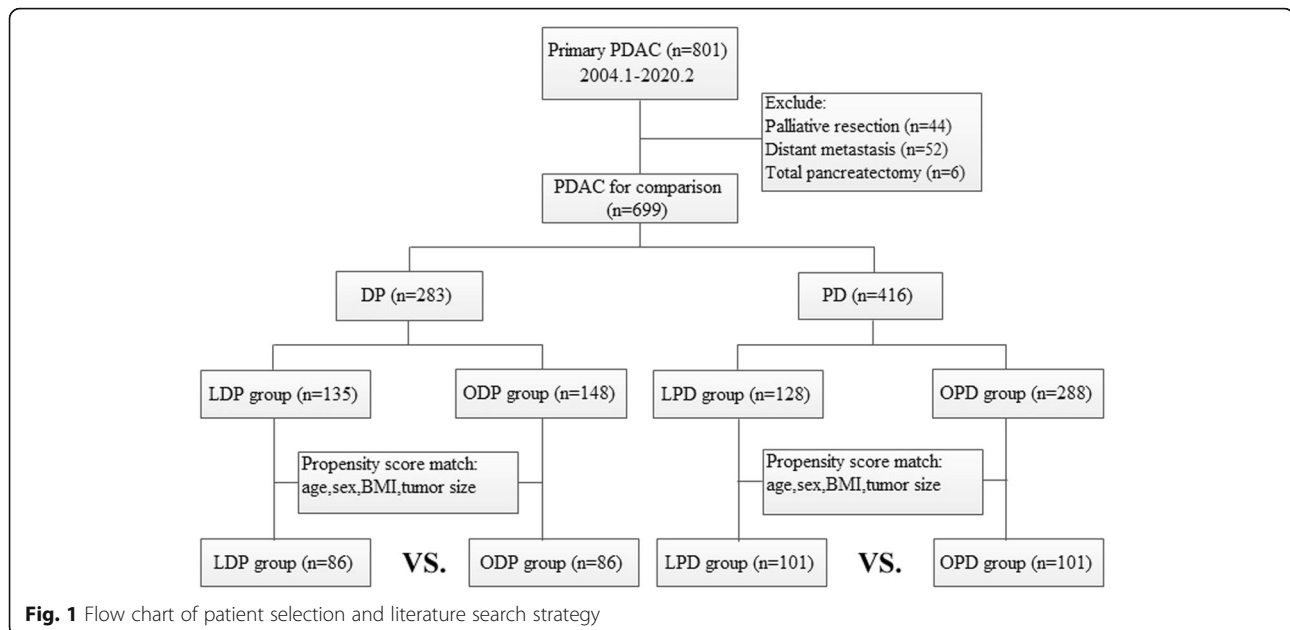 Primary PDAC (n=801)
2004.1-2020.2
Exclude:
Palliative resection (n=44)
Distant metastasis (n=52)
Total pancreatectomy (n=6)
PDAC for comparison
(n=699)
DP (n=283)
PD (n=416)
LDP group (n=135)
ODP group (n=148)
LPD group (n=128)
OPD group (n=288)
Propensity score match:
age,sex,BMI,tumor size
Propensity score match:
age,sex,BMI,tumor size
LDP group (n=86)
VS.
ODP group (n=86)
LPD group (n=101)
VS.
OPD group (n=101)
Fig. 1 Flow chart of patient selection and literature search strategy